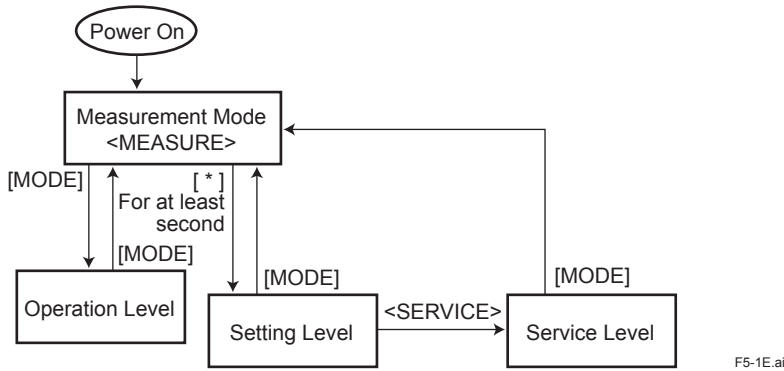 Power On
Measurement Mode
<MEASURE>
[MODE]
[ * ]
For at least
second
[MODE]
Operation Level
[MODE]
Setting Level
<SERVICE>
[MODE]
Service Level
F5-1E.ai